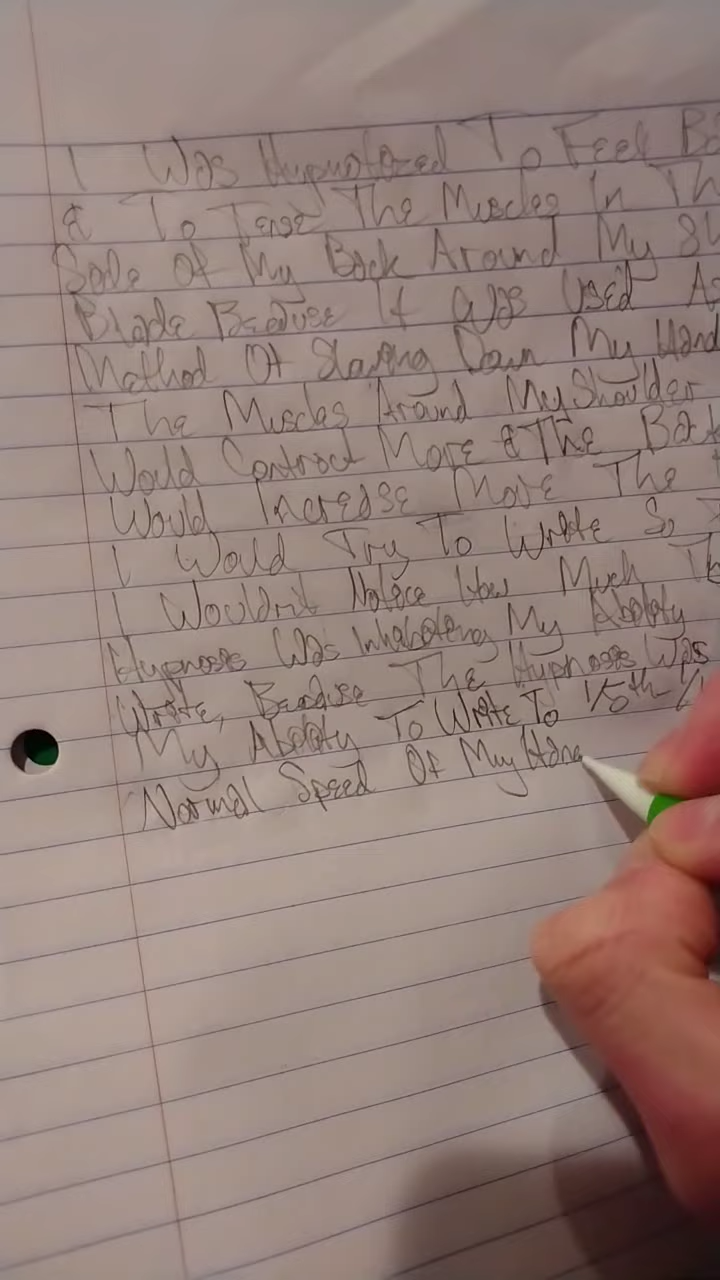 I Was Hypnotized To Feel
& To Tense The Muscles In
Side Of My Back Around My
Blade Because It Was Used As
Method Of Slowing Down My Hand
The Muscles Around My Shoulder
Would Contract More & The
Would Increase More The
I Would Try To Write So
I Wouldn't Notice How Much
Hypnosis Was Inhibiting My Ability
Write, Because The Hypnosis Was
My Ability To Write To 1/5th
Normal Speed Of My